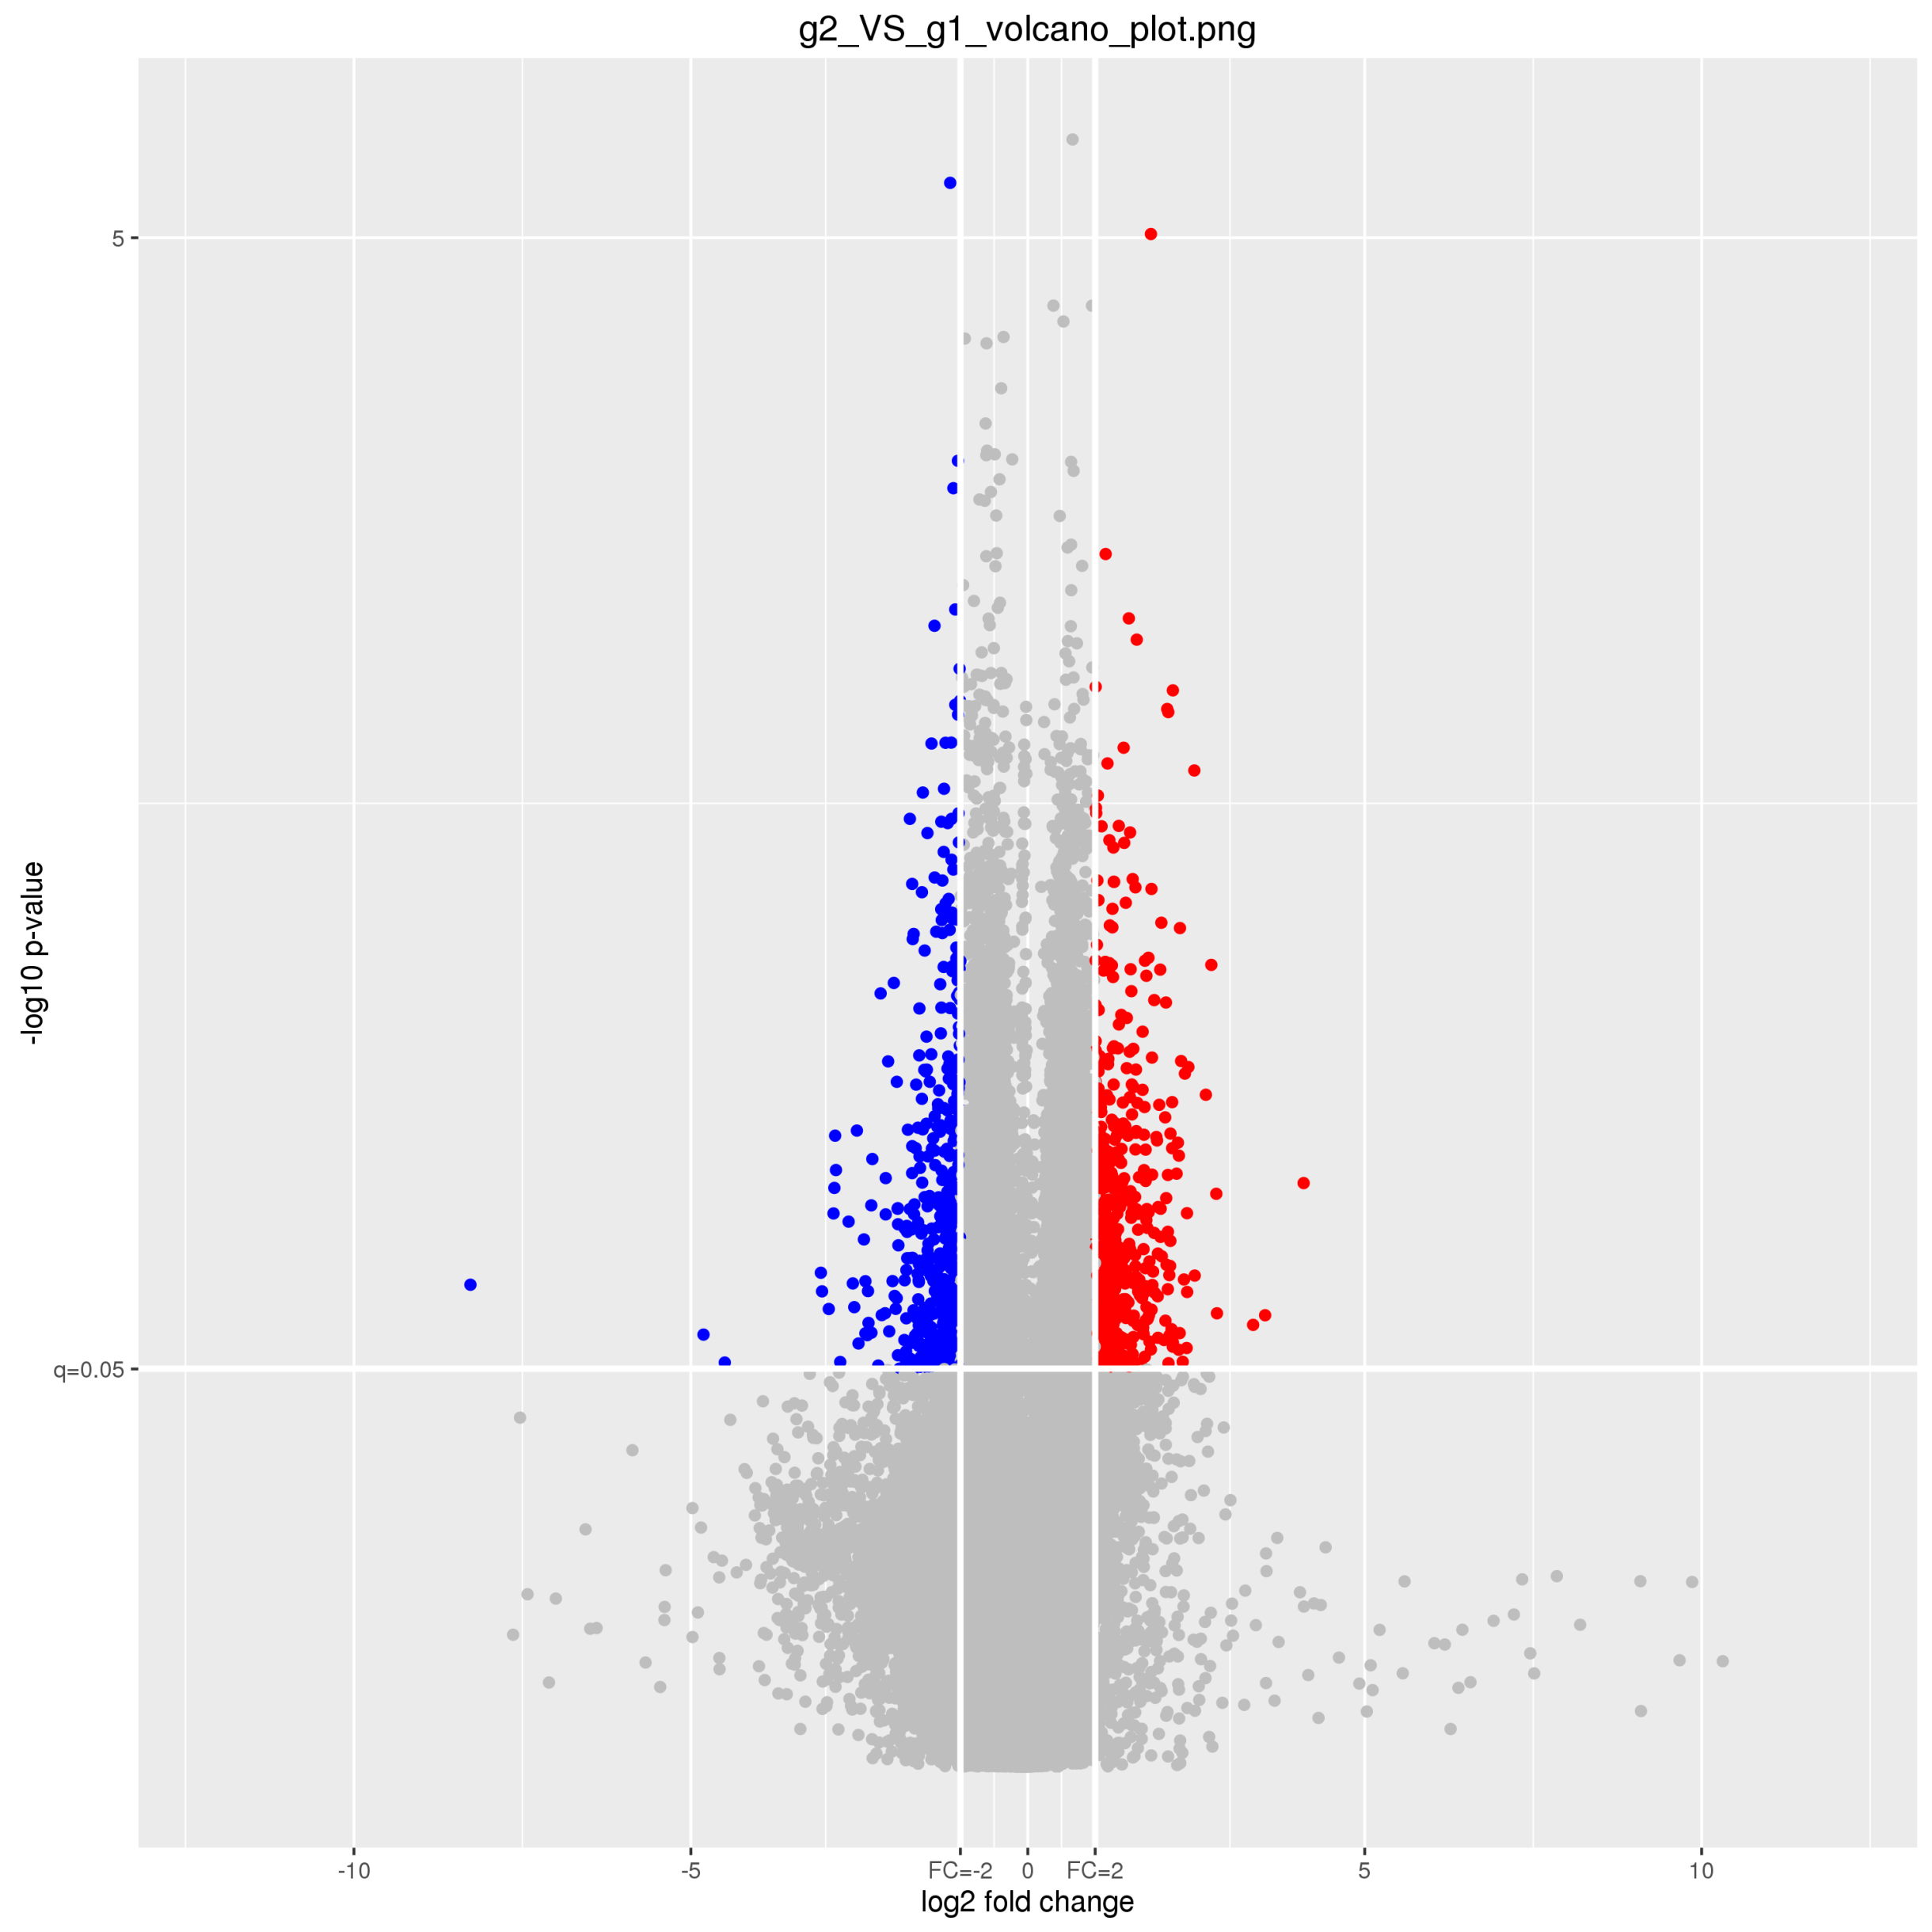 g2_VS_g1_volcano_plot.png
5
-log10 p-value
q=0.05
-10 -5 FC=-2 0 FC=2 5 10
log2 fold change